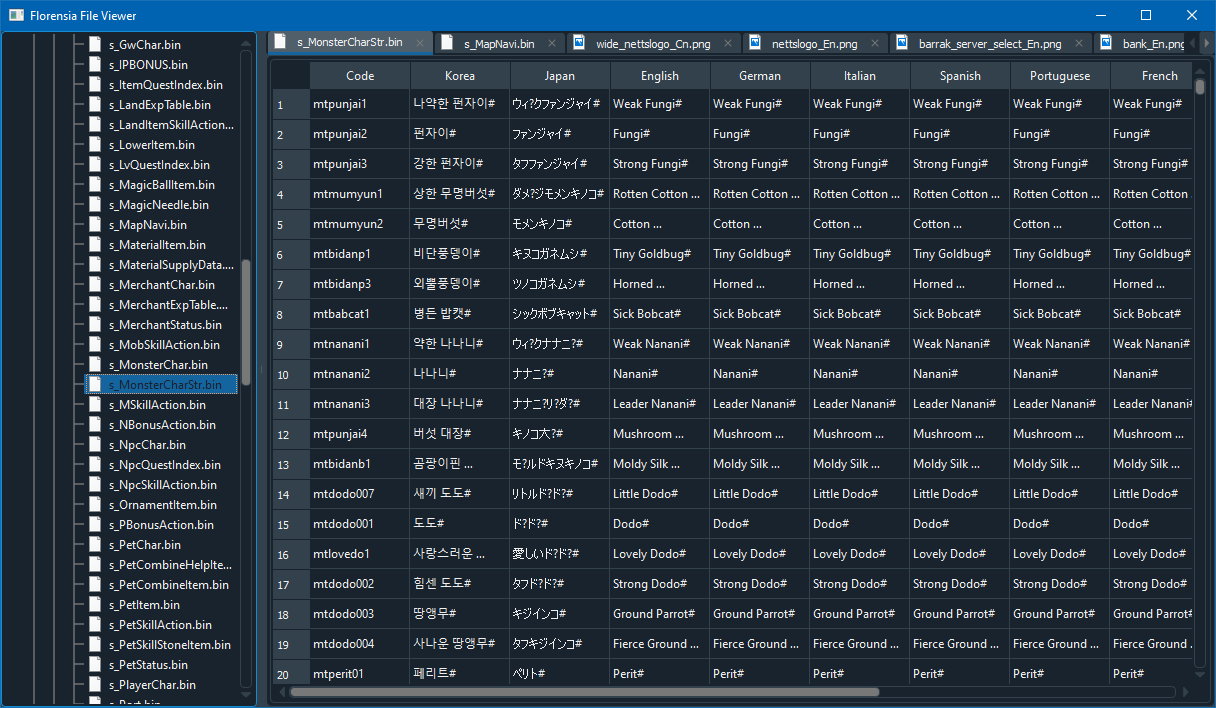 Florensia File Viewer
s_GwChar.bin
s_IPBONUS.bin
s_ItemQuestIndex.bin
s_LandExpTable.bin
s_LandItemSkillAction...
s_LowerItem.bin
s_LvQuestIndex.bin
s_MagicBallItem.bin
s_MagicNeedle.bin
s_MapNavi.bin
s_MaterialItem.bin
s_MaterialSupplyData....
s_MerchantChar.bin
s_MerchantExpTable....
s_MerchantStatus.bin
s_MobSkillAction.bin
s_MonsterChar.bin
s_MonsterCharStr.bin
s_MSkillAction.bin
s_NBonusAction.bin
s_NpcChar.bin
s_NpcQuestIndex.bin
s_NpcSkillAction.bin
s_OrnamentItem.bin
s_PBonusAction.bin
s_PetChar.bin
s_PetCombineHelpIte...
s_PetCombineItem.bin
s_PetItem.bin
s_PetSkillAction.bin
s_PetSkillStoneItem.bin
s_PetStatus.bin
s_PlayerChar.bin
s_MonsterCharStr.bin s_MapNavi.bin wide_nettslogo_Cn.png nettslogo_En.png barrak_server_select_En.png bank_En.png
Code Korea Japan English German Italian Spanish Portuguese French
1 mtpunjai1 나약한 펀자이# ウィ?クファンジャイ# Weak Fungi# Weak Fungi# Weak Fungi# Weak Fungi# Weak Fungi# Weak Fungi#
2 mtpunjai2 펀자이# ファンジャイ# Fungi# Fungi# Fungi# Fungi# Fungi# Fungi#
3 mtpunjai3 강한 펀자이# タフファンジャイ# Strong Fungi# Strong Fungi# Strong Fungi# Strong Fungi# Strong Fungi# Strong Fungi#
4 mtmumyun1 상한 무명버섯# ダメ?ジモメンキノコ# Rotten Cotton ... Rotten Cotton ... Rotten Cotton ... Rotten Cotton ... Rotten Cotton ... Rotten Cotton ...
5 mtmumyun2 무명버섯# モメンキノコ# Cotton ... Cotton ... Cotton ... Cotton ... Cotton ... Cotton ...
6 mtbidanp1 비단풍뎅이# キヌコガネムシ# Tiny Goldbug# Tiny Goldbug# Tiny Goldbug# Tiny Goldbug# Tiny Goldbug# Tiny Goldbug#
7 mtbidanp3 외뿔풍뎅이# ツノコガネムシ# Horned ... Horned ... Horned ... Horned ... Horned ... Horned ...
8 mtbabcat1 병든 밥캣# シックボブキャット# Sick Bobcat# Sick Bobcat# Sick Bobcat# Sick Bobcat# Sick Bobcat# Sick Bobcat#
9 mtnanani1 약한 나나니# ウィ?クナナニ?# Weak Nanani# Weak Nanani# Weak Nanani# Weak Nanani# Weak Nanani# Weak Nanani#
10 mtnanani2 나나니# ナナニ?# Nanani# Nanani# Nanani# Nanani# Nanani# Nanani#
11 mtnanani3 대장 나나니# ナナニ?リ?ダ?# Leader Nanani# Leader Nanani# Leader Nanani# Leader Nanani# Leader Nanani# Leader Nanani#
12 mtpunjai4 버섯 대장# キノコ大?# Mushroom ... Mushroom ... Mushroom ... Mushroom ... Mushroom ... Mushroom ...
13 mtbidanb1 곰팡이핀 ... モ?ルドキヌキノコ# Moldy Silk ... Moldy Silk ... Moldy Silk ... Moldy Silk ... Moldy Silk ... Moldy Silk ...
14 mtdodo007 새끼 도도# リトルド?ド?# Little Dodo# Little Dodo# Little Dodo# Little Dodo# Little Dodo# Little Dodo#
15 mtdodo001 도도# ド?ド?# Dodo# Dodo# Dodo# Dodo# Dodo# Dodo#
16 mtlovedo1 사랑스러운 ... 愛しいド?ド?# Lovely Dodo# Lovely Dodo# Lovely Dodo# Lovely Dodo# Lovely Dodo# Lovely Dodo#
17 mtdodo002 힘센 도도# タフド?ド?# Strong Dodo# Strong Dodo# Strong Dodo# Strong Dodo# Strong Dodo# Strong Dodo#
18 mtdodo003 땅앵무# キジインコ# Ground Parrot# Ground Parrot# Ground Parrot# Ground Parrot# Ground Parrot# Ground Parrot#
19 mtdodo004 사나운 땅앵무# タフキジインコ# Fierce Ground ... Fierce Ground ... Fierce Ground ... Fierce Ground ... Fierce Ground ... Fierce Ground .
20 mtperit01 페리트# ペリト# Perit# Perit# Perit# Perit# Perit# Perit#